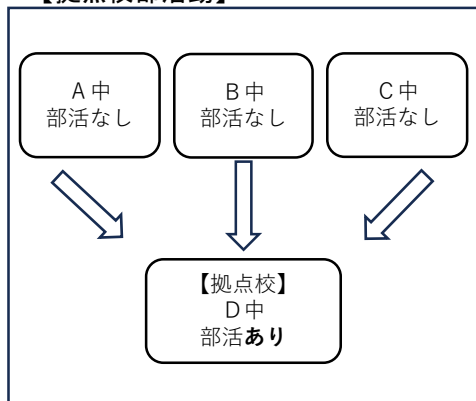 【拠点校部活動】
A中
部活なし
B中
部活なし
C中
部活なし
【拠点校】
D中
部活あり